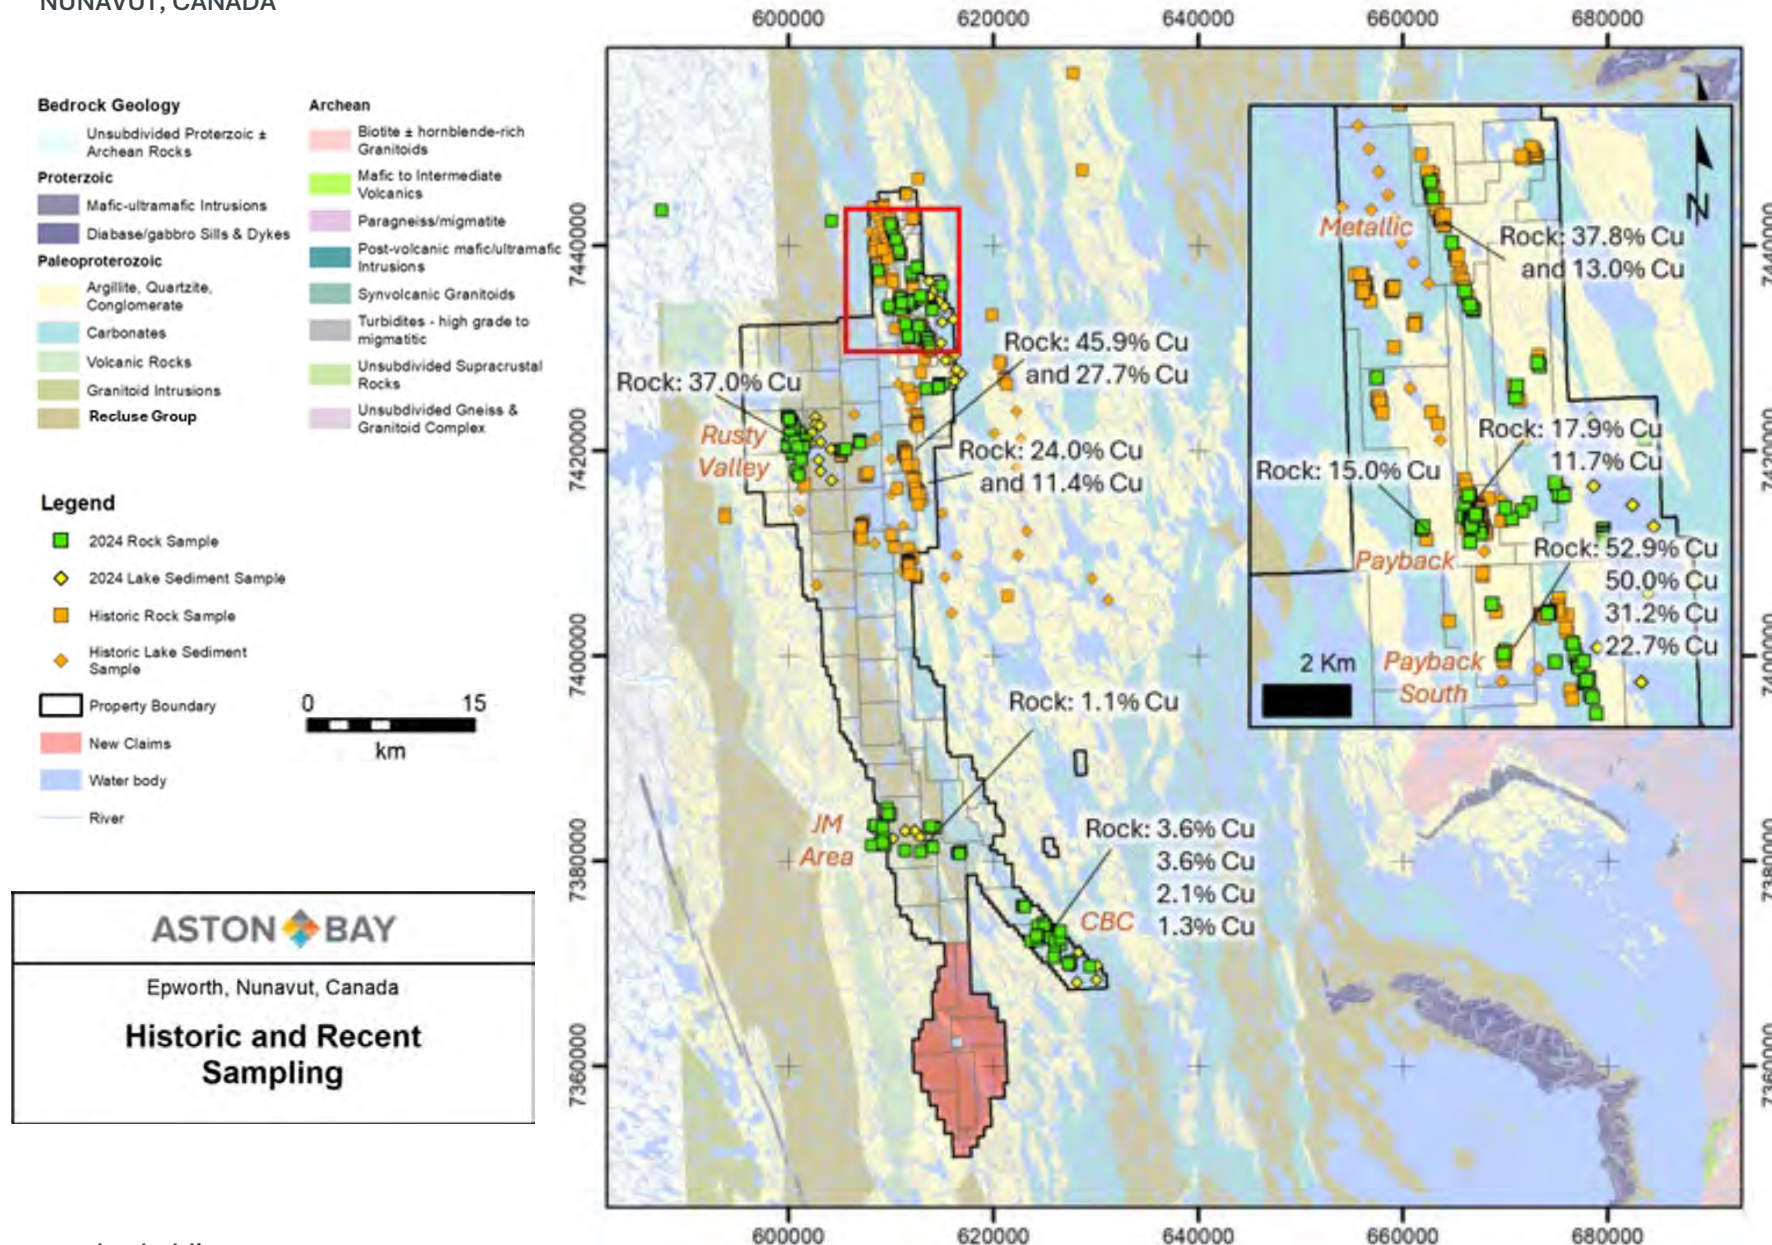 NUNAVUT, CANADA
Bedrock Geology
Unsubdivided Proterzoic ±
Archean Rocks
Proterzoic
Mafic-ultramafic Intrusions
Diabase/gabbro Sills & Dykes
Paleoproterozoic
Argillite, Quartzite,
Conglomerate
Carbonates
Volcanic Rocks
Granitoid Intrusions
Recluse Group
Archean
Biotite ± hornblende-rich
Granitoids
Mafic to Intermediate
Volcanics
Paragneiss/migmatite
Post-volcanic mafic/ultramafic
Intrusions
Synvolcanic Granitoids
Turbidites - high grade to
migmatitic
Unsubdivided Supracrustal
Rocks
Unsubdivided Gneiss &
Granitoid Complex
Legend
2024 Rock Sample
2024 Lake Sediment Sample
Historic Rock Sample
Historic Lake Sediment
Sample
Property Boundary
New Claims
Water body
River
0 15
km
ASTON BAY
Epworth, Nunavut, Canada
Historic and Recent
Sampling
600000 620000 640000 660000 680000
7440000
7420000
7400000
7380000
7360000
Rock: 37.0% Cu
Rusty
Valley
Rock: 45.9% Cu
and 27.7% Cu
Rock: 24.0% Cu
and 11.4% Cu
Rock: 1.1% Cu
JM
Area
Rock: 3.6% Cu
3.6% Cu
2.1% Cu
1.3% Cu
CBC
N
Metallic
Rock: 37.8% Cu
and 13.0% Cu
Rock: 17.9% Cu
11.7% Cu
Rock: 15.0% Cu
Payback
Rock: 52.9% Cu
50.0% Cu
31.2% Cu
22.7% Cu
Payback
South
2 Km
7440000
7420000
7400000
7380000
7360000
600000 620000 640000 660000 680000